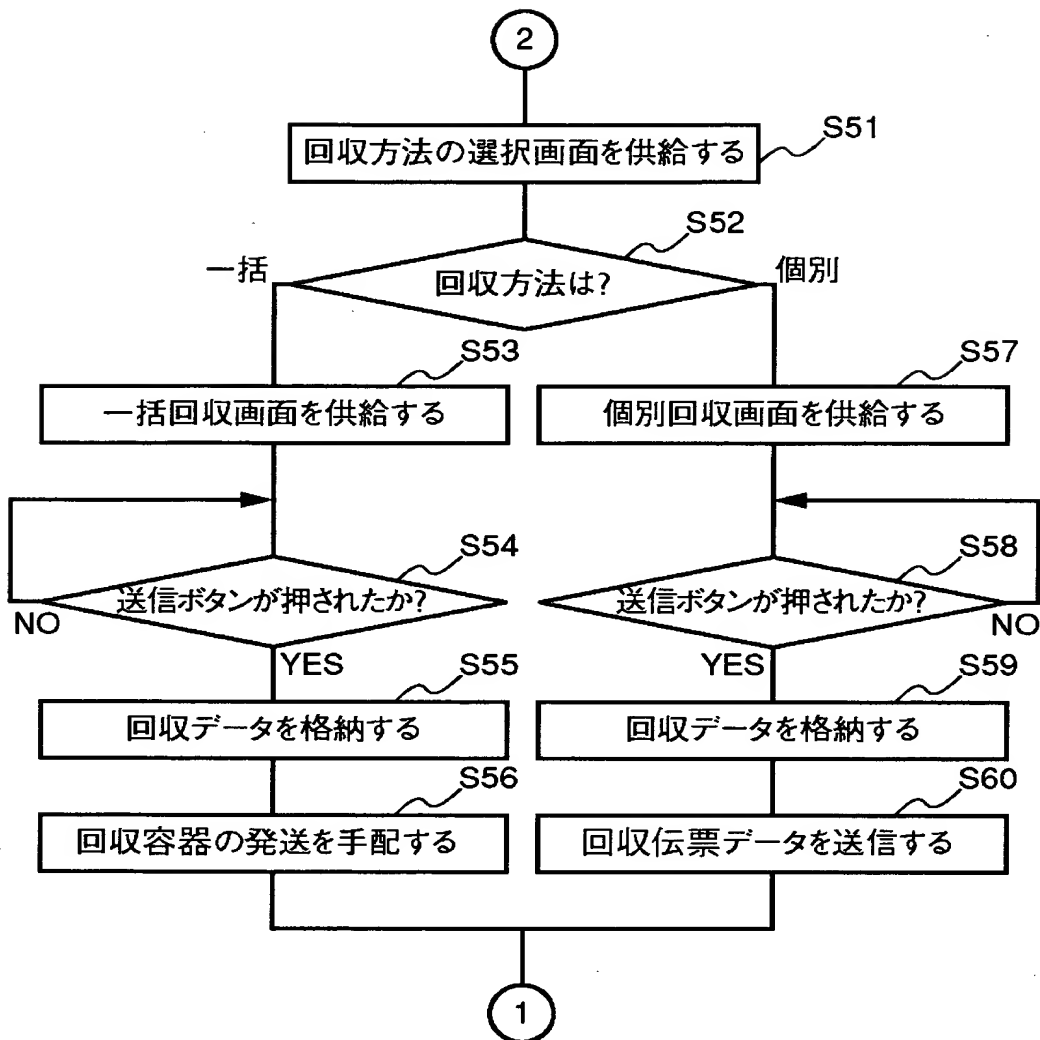 2
回収方法の選択画面を供給する
S51
S52
一括
回収方法は?
個別
S53
S57
一括回収画面を供給する
個別回収画面を供給する
S54
S58
送信ボタンが押されたか?
送信ボタンが押されたか?
NO
NO
YES
YES
S55
S59
回収データを格納する
回収データを格納する
S56
S60
回収容器の発送を手配する
回収伝票データを送信する
1